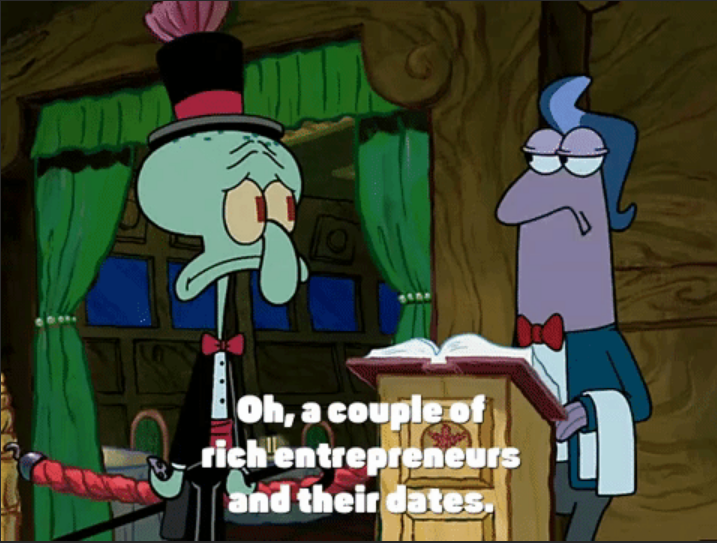 Oh, a couple of
rich entrepreneurs
and their dates.